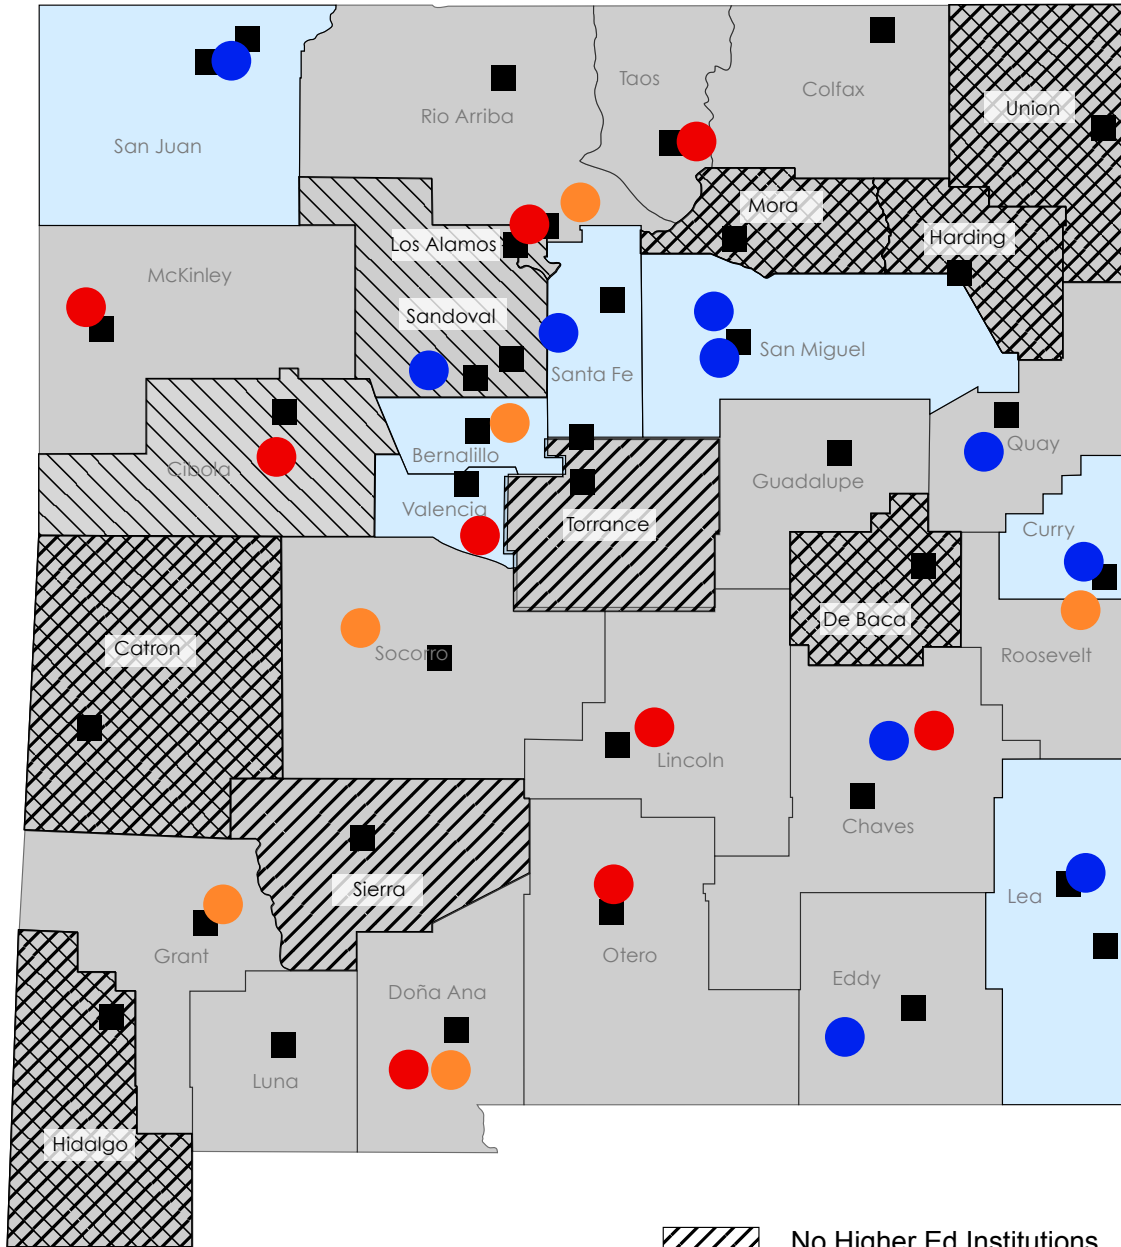 Taos
Colfax
Union
Rio Arriba
San Juan
Mora
Harding
Los Alamos
McKinley
Sandoval
San Miguel
Santa Fe
Quay
Bernalillo
Cibola
Guadalupe
Valencia
Torrance
Curry
De Baca
Catron
Socorro
Roosevelt
Lincoln
Chaves
Sierra
Lea
Grant
Otero
Eddy
Doña Ana
Luna
Hidalgo
No Higher Ed Institutions